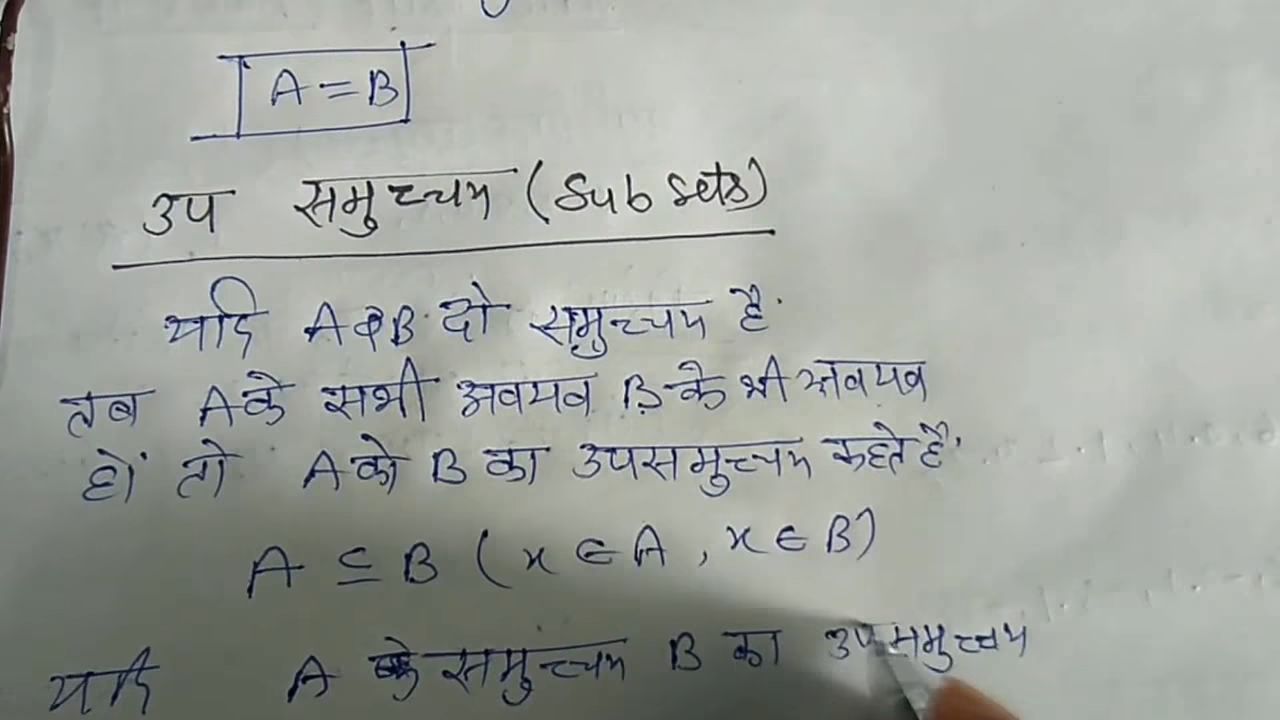 A = B
उप समुच्चय (Sub sets)
यदि A व B दो समुच्चय है
तब A के सभी अवयव B के भी अवयव
हों तो A को B का उपसमुच्चय कहते है
A ⊆ B ( x ∈ A , x ∈ B )
यदि A के समुच्चय B का उपसमुच्चय